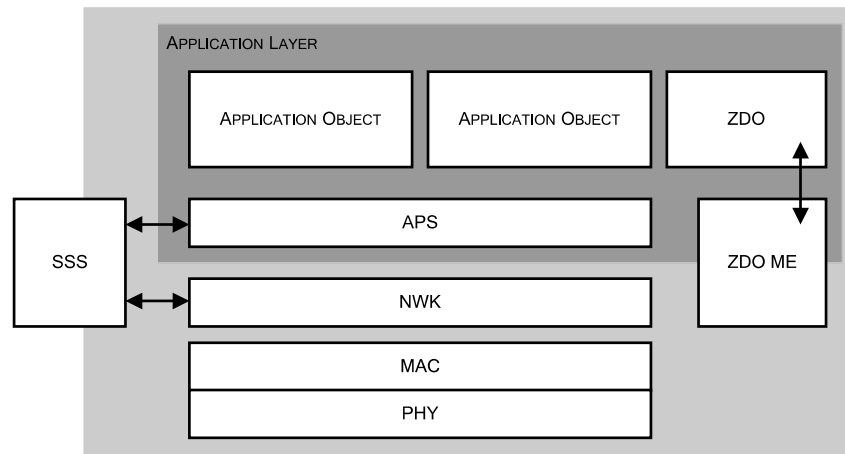 APPLICATION LAYER
APPLICATION OBJECT
APPLICATION OBJECT
ZDO
APS
SSS
ZDO ME
NWK
MAC
PHY